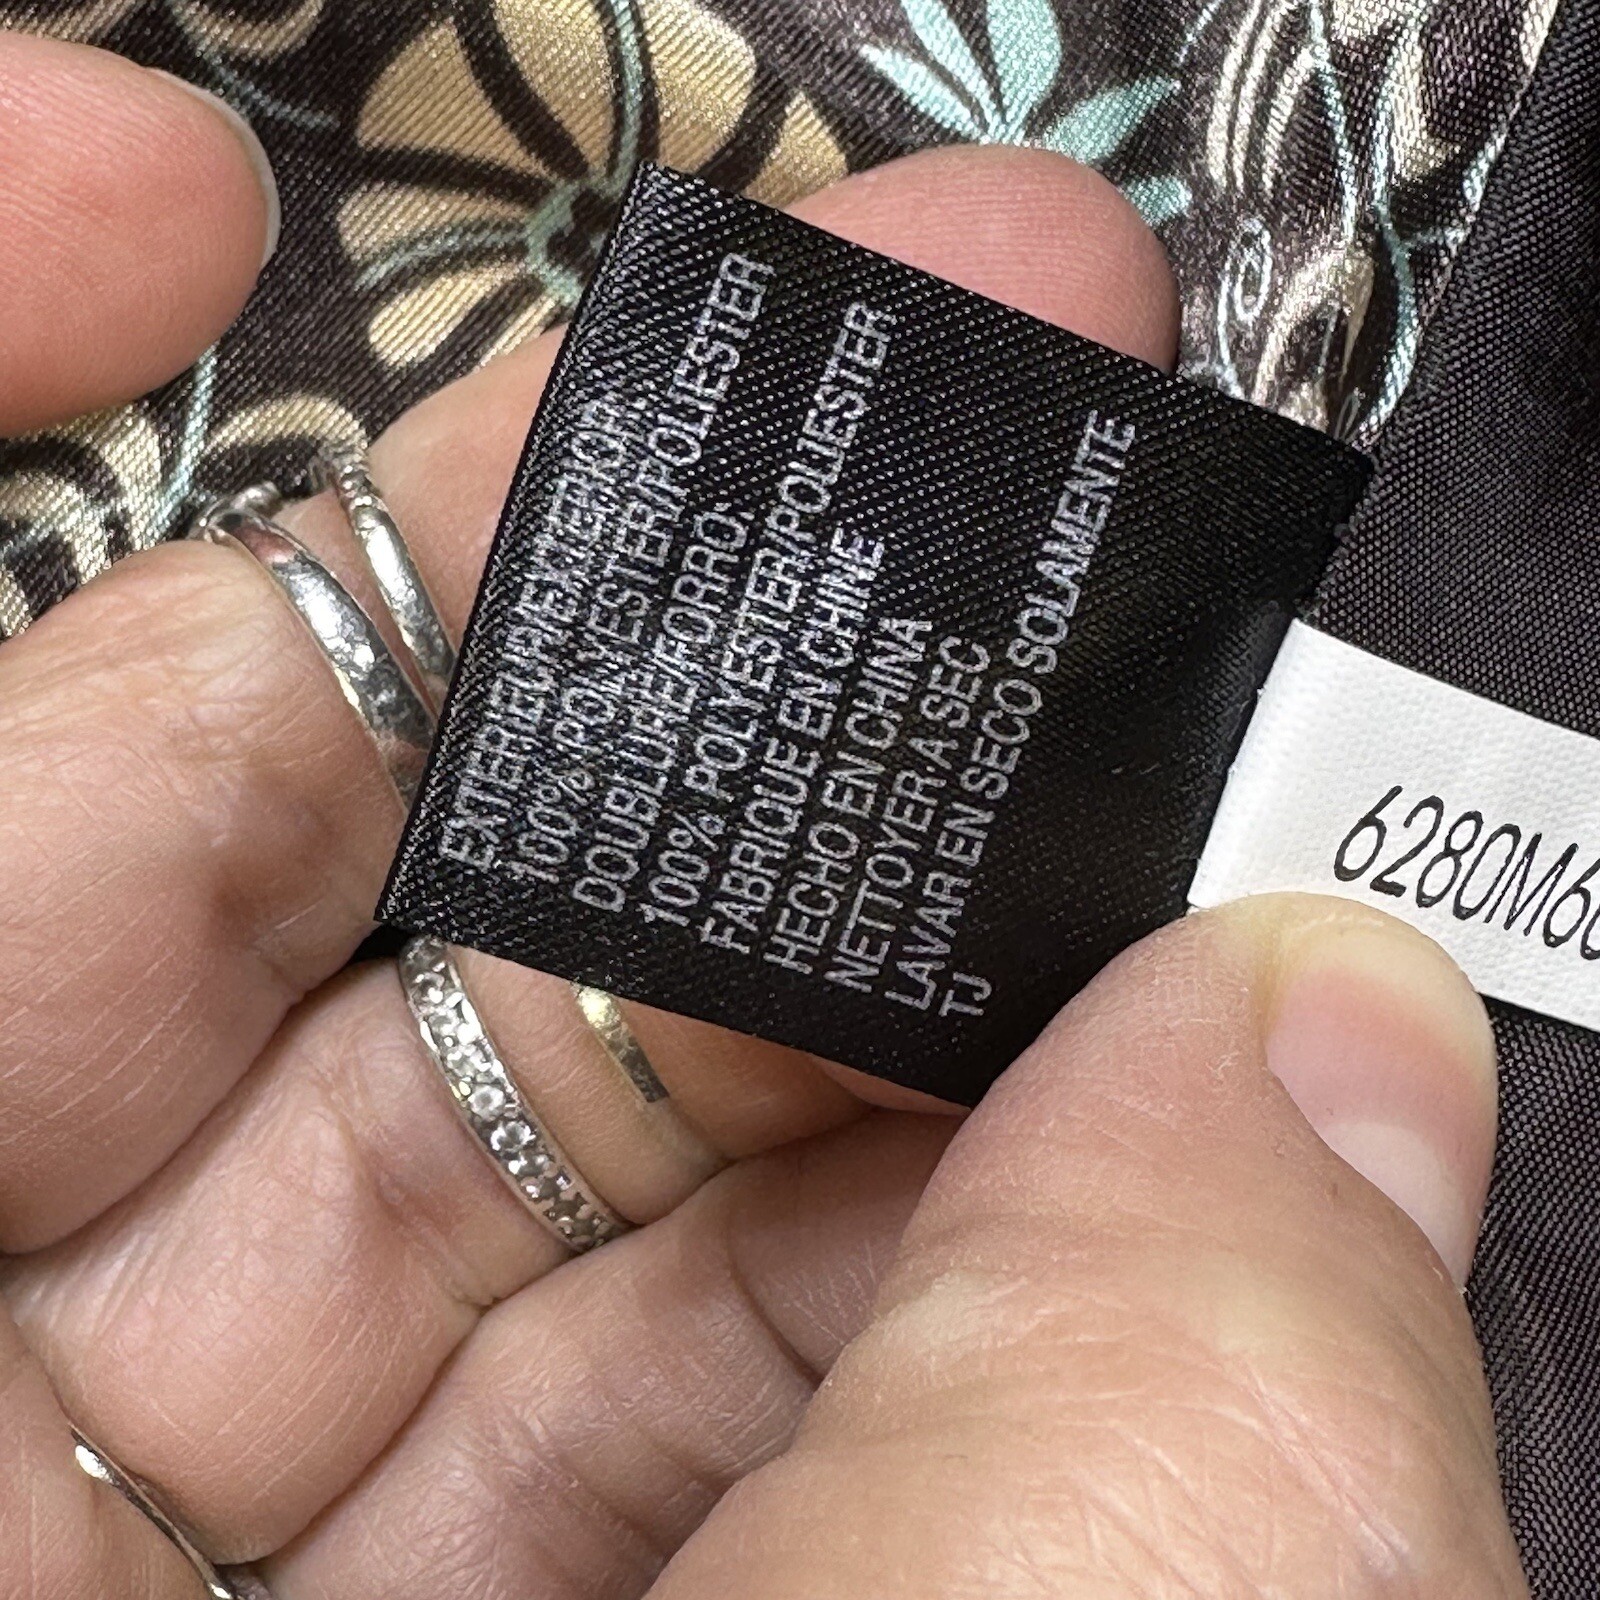 EXTERIEUR/EXTERIOR,
100% POLYESTER/POLIESTER
DOUBLURE/FORRO,
100% POLYESTER/POLIESTER
FABRIQUE EN CHINE
HECHO EN CHINA
NETTOYER A SEC
LAVAR EN SECO SOLAMENTE
TJ
6280M6